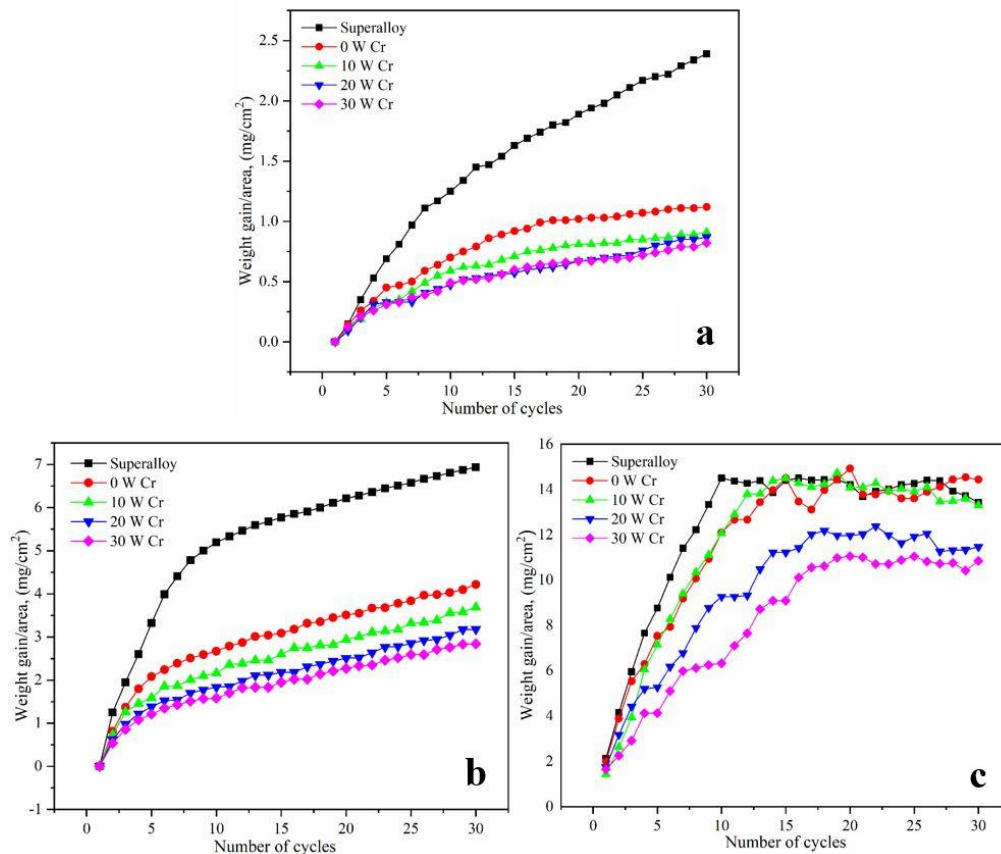 Superalloy
0 W Cr
10 W Cr
20 W Cr
30 W Cr
Weight gain/area, (mg/cm²)
2.5
2.0
1.5
1.0
0.5
0.0
0 5 10 15 20 25 30
Number of cycles
a
Superalloy
0 W Cr
10 W Cr
20 W Cr
30 W Cr
Weight gain/area, (mg/cm²)
7
6
5
4
3
2
1
0
-1
0 5 10 15 20 25 30
Number of cycles
b
Superalloy
0 W Cr
10 W Cr
20 W Cr
30 W Cr
Weight gain/area, (mg/cm²)
16
14
12
10
8
6
4
2
0
0 5 10 15 20 25 30
Number of cycles
c